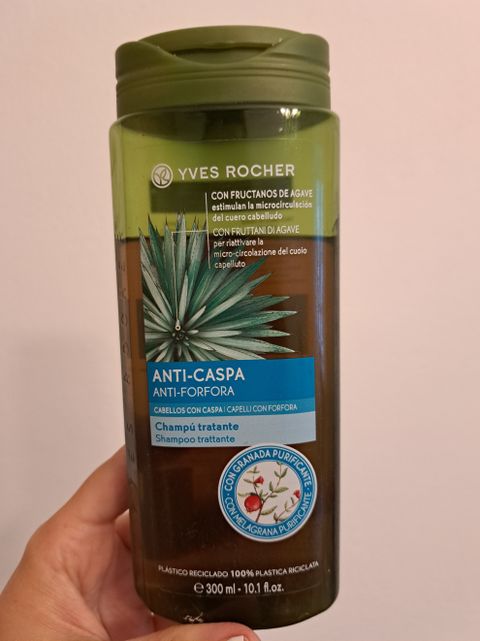 YVES ROCHER
CON FRUCTANOS DE AGAVE
estimulan la microcirculación
del cuero cabelludo
CON FRUTTANI DI AGAVE
per riattivare la
micro-circolazione del cuoio
capelluto
ANTI-CASPA
ANTI-FORFORA
CABELLOS CON CASPA | CAPELLI CON FORFORA
Champú tratante
Shampoo trattante
CON GRANADA PURIFICANTE
CON MELAGRANA PURIFICANTE
PLÁSTICO RECICLADO 100% PLASTICA RICICLATA
℮ 300 ml - 10.1 fl.oz.